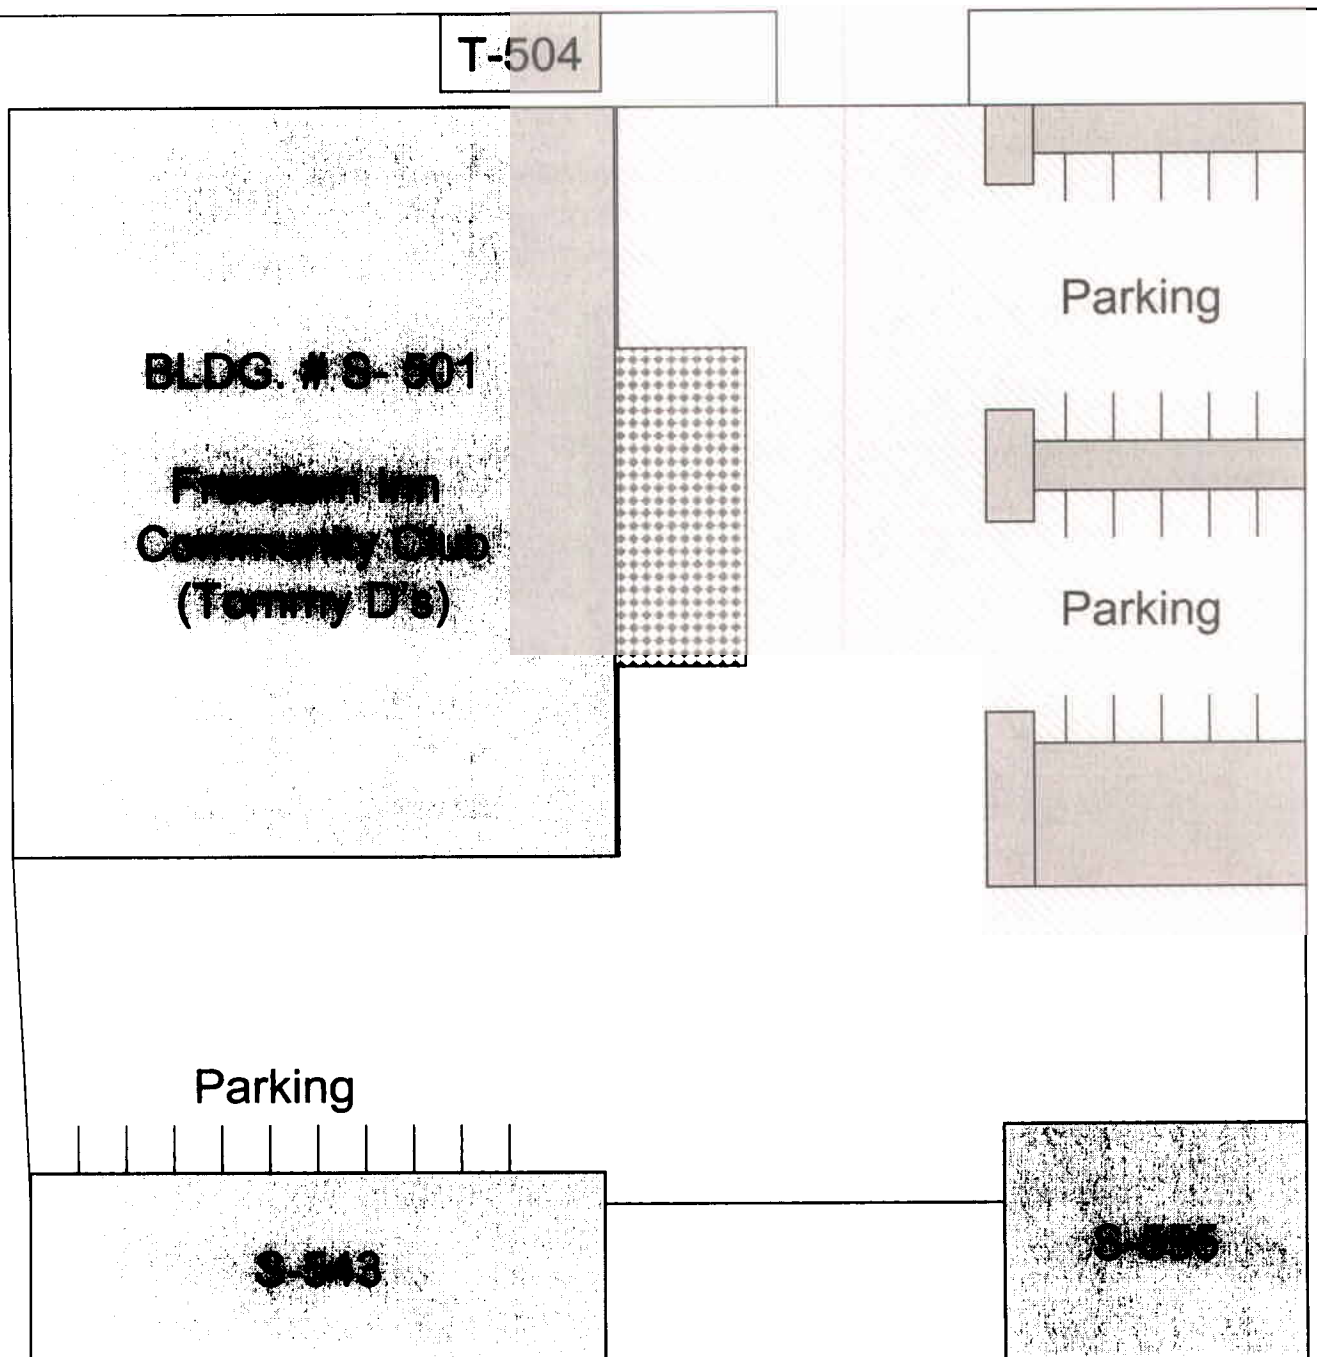 T-504
Parking
BLDG. # S- 501
Freedom Inn
Community Club
(Tommy D's)
Parking
Parking
S-543
S-555